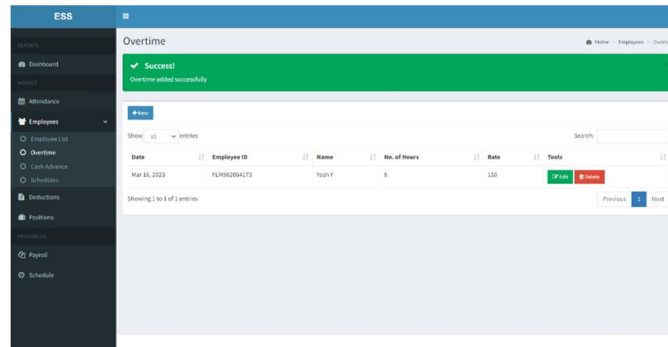 ESS
Overtime
Home > Employees >
REPORTS
Dashboard
MANAGE
Attendance
Employees
Employee List
Overtime
Cash Advance
Schedules
Deductions
Positions
PRINTABLES
Payroll
Schedule
Success!
Overtime added successfully
+New
Show 10 entries
Search:
Date Employee ID Name No. of Hours Rate Tools
Mar 16, 2023 Yash Y 8 150 Edit Delete
Showing 1 to 1 of 1 entries
Previous 1 Next